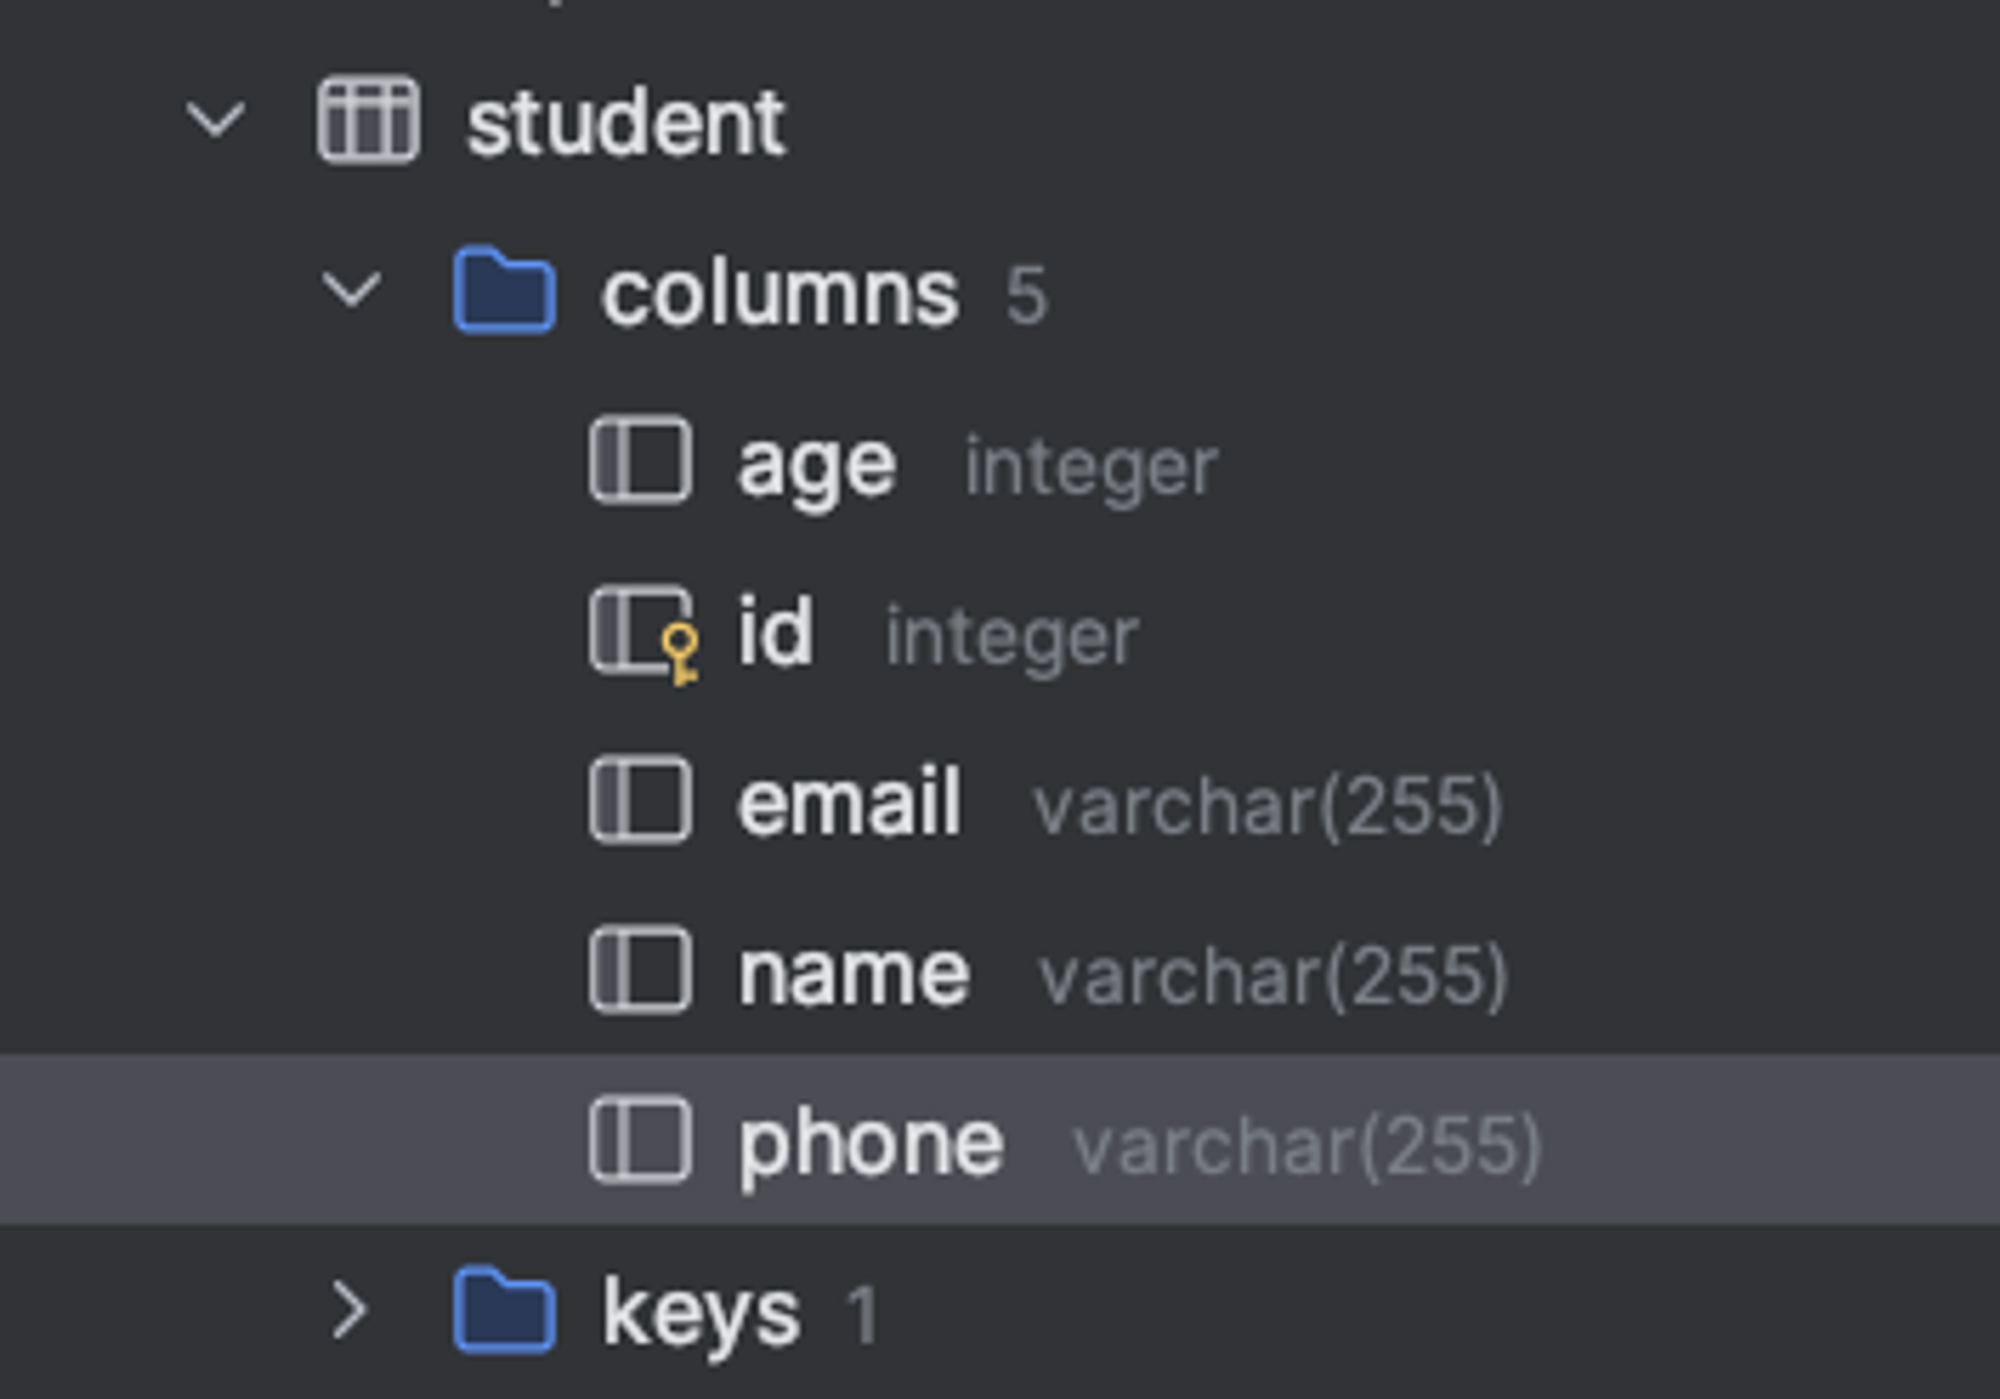 student
columns 5
age integer
id integer
email varchar(255)
name varchar(255)
phone varchar(255)
keys 1